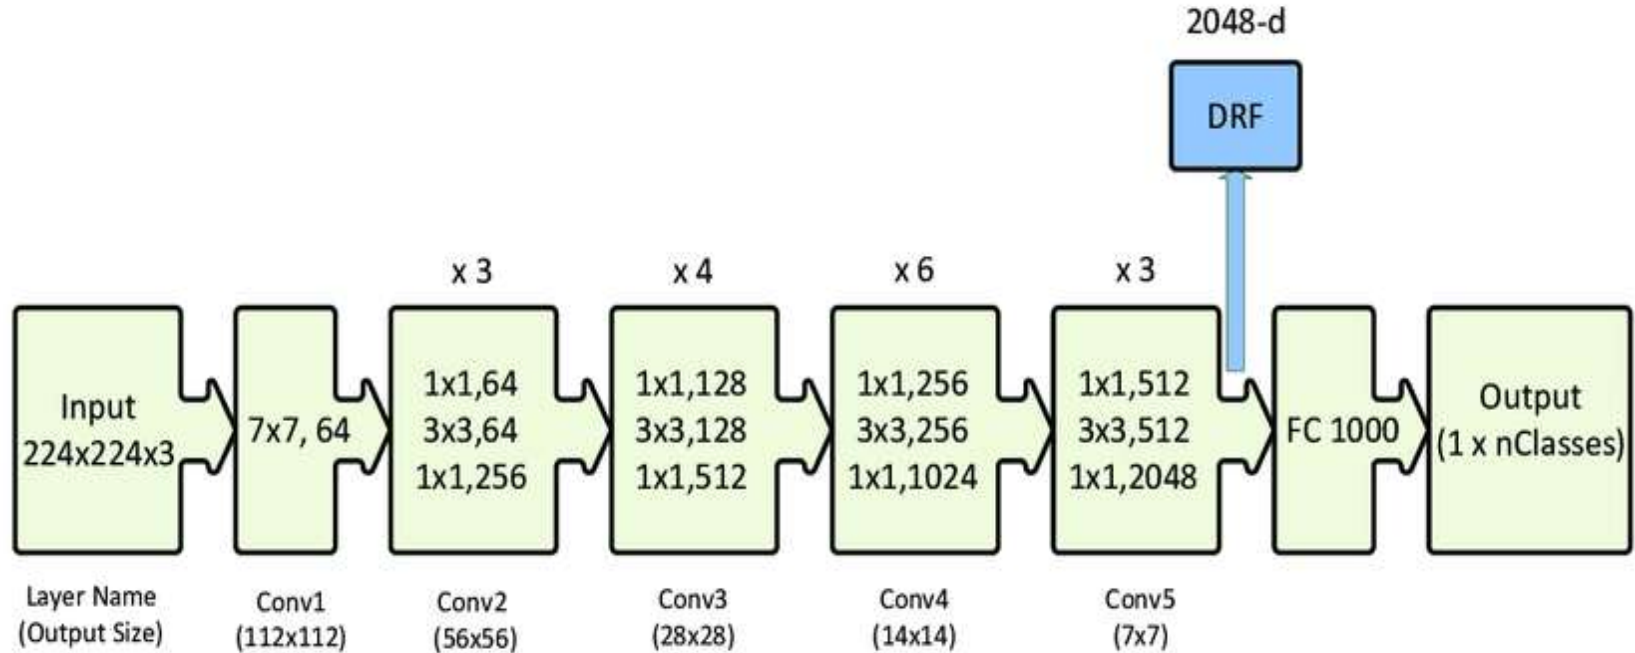 2048-d
DRF
x 3
x 4
x 6
x 3
Input
224x224x3
7x7, 64
1x1,64
3x3,64
1x1,256
1x1,128
3x3,128
1x1,512
1x1,256
3x3,256
1x1,1024
1x1,512
3x3,512
1x1,2048
FC 1000
Output
(1 x nClasses)
Layer Name
(Output Size)
Conv1
(112x112)
Conv2
(56x56)
Conv3
(28x28)
Conv4
(14x14)
Conv5
(7x7)